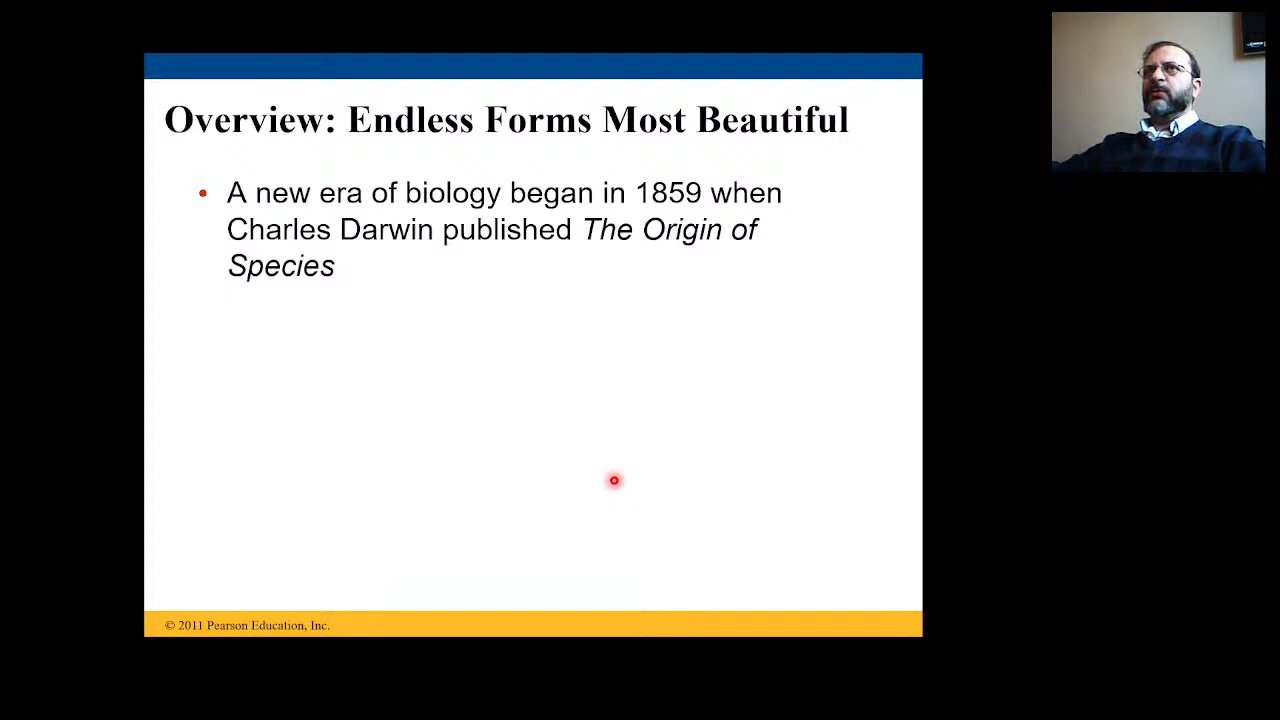 Overview: Endless Forms Most Beautiful
• A new era of biology began in 1859 when
Charles Darwin published The Origin of
Species
© 2011 Pearson Education, Inc.